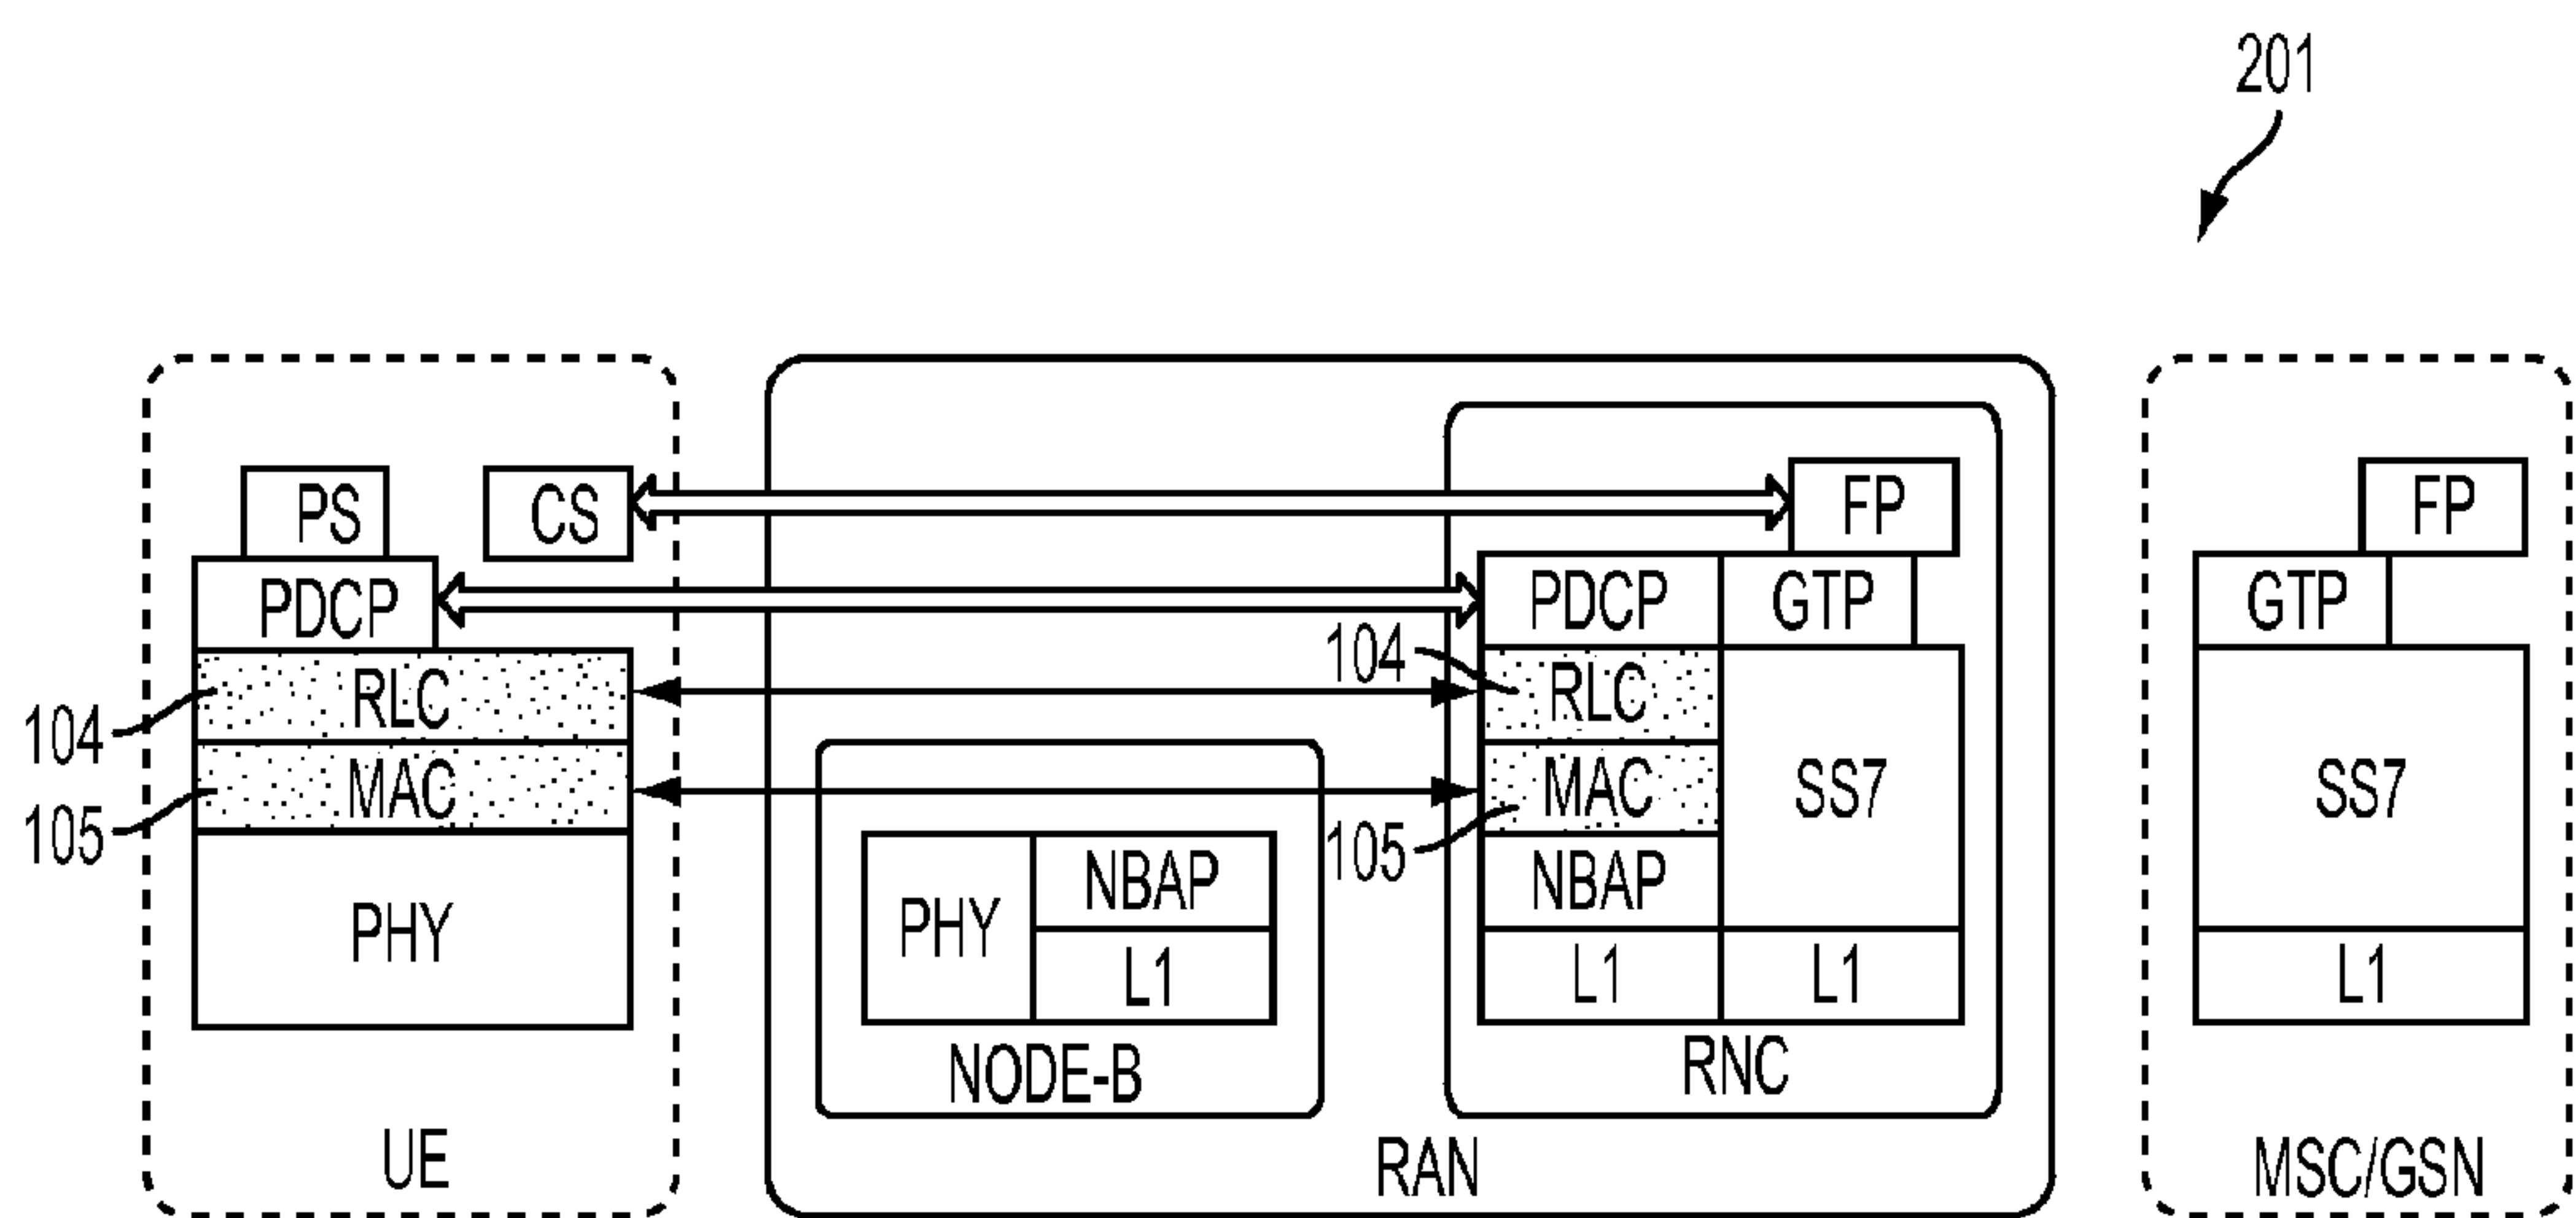 201
PS
CS
FP
FP
PDCP
PDCP
GTP
GTP
104
RLC
104
RLC
105
MAC
105
MAC
SS7
SS7
PHY
PHY
NBAP
L1
NBAP
L1
L1
L1
NODE-B
RNC
UE
RAN
MSC/GSN